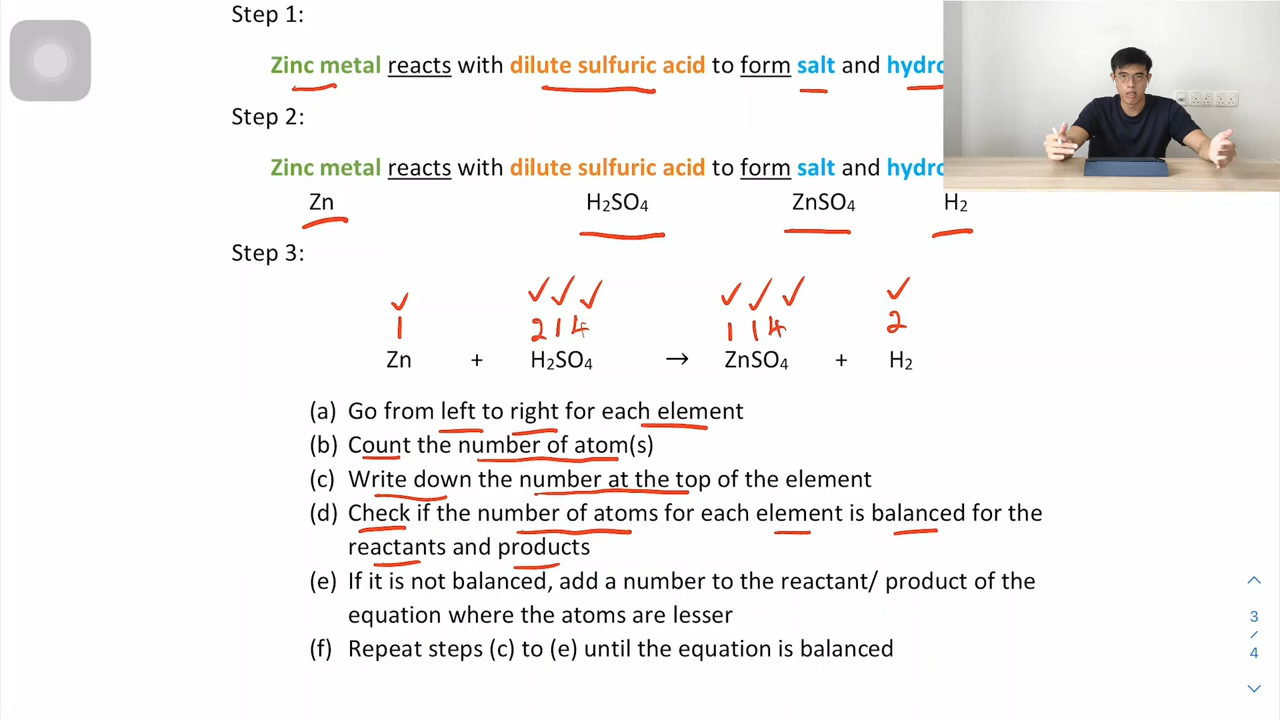 Step 1:
Zinc metal reacts with dilute sulfuric acid to form salt and hydro
Step 2:
Zinc metal reacts with dilute sulfuric acid to form salt and hydro
Zn H₂SO₄ ZnSO₄ H₂
Step 3:
✓ ✓ ✓ ✓ ✓ ✓ ✓ ✓
1 2 1 4 1 1 4 2
Zn + H₂SO₄ → ZnSO₄ + H₂
(a) Go from left to right for each element
(b) Count the number of atom(s)
(c) Write down the number at the top of the element
(d) Check if the number of atoms for each element is balanced for the
reactants and products
(e) If it is not balanced, add a number to the reactant/ product of the
equation where the atoms are lesser
(f) Repeat steps (c) to (e) until the equation is balanced
3
/
4